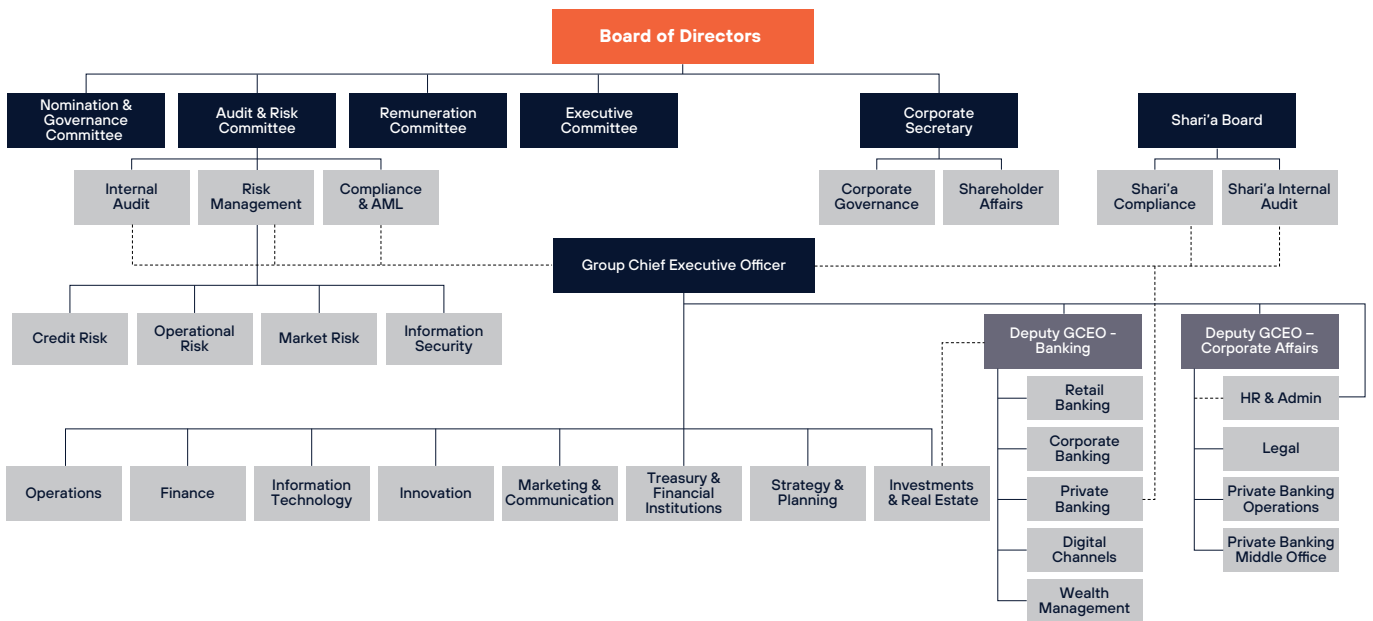 Board of Directors
Nomination &
Governance
Committee
Audit & Risk
Committee
Remuneration
Committee
Executive
Committee
Corporate
Secretary
Shari'a Board
Internal
Audit
Risk
Management
Compliance
& AML
Corporate
Governance
Shareholder
Affairs
Shari'a
Compliance
Shari'a Internal
Audit
Group Chief Executive Officer
Credit Risk
Operational
Risk
Market Risk
Information
Security
Deputy GCEO -
Banking
Deputy GCEO –
Corporate Affairs
Retail
Banking
HR & Admin
Corporate
Banking
Legal
Operations
Finance
Information
Technology
Innovation
Marketing &
Communication
Treasury &
Financial
Institutions
Strategy &
Planning
Investments
& Real Estate
Private
Banking
Private Banking
Operations
Digital
Channels
Private Banking
Middle Office
Wealth
Management